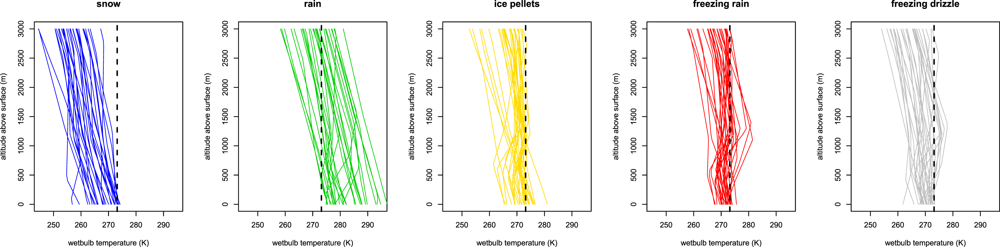 snow
altitude above surface (m)
3000
2500
2000
1500
1000
500
0
250 260 270 280 290
wetbulb temperature (K)
rain
altitude above surface (m)
3000
2500
2000
1500
1000
500
0
250 260 270 280 290
wetbulb temperature (K)
ice pellets
altitude above surface (m)
3000
2500
2000
1500
1000
500
0
250 260 270 280 290
wetbulb temperature (K)
freezing rain
altitude above surface (m)
3000
2500
2000
1500
1000
500
0
250 260 270 280 290
wetbulb temperature (K)
freezing drizzle
altitude above surface (m)
3000
2500
2000
1500
1000
500
0
250 260 270 280 290
wetbulb temperature (K)